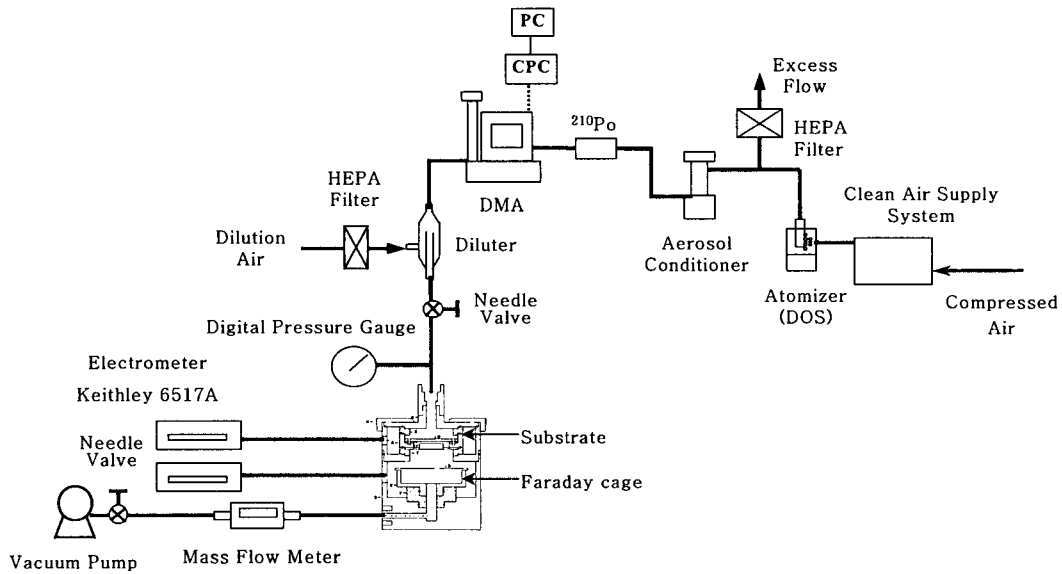 PC
CPC
Excess
Flow
²¹⁰Po
HEPA
Filter
HEPA
Filter
DMA
Clean Air Supply
System
Dilution
Air
Diluter
Aerosol
Conditioner
Needle
Valve
Atomizer
(DOS)
Compressed
Air
Digital Pressure Gauge
Electrometer
Keithley 6517A
Needle
Valve
Substrate
Faraday cage
Vacuum Pump
Mass Flow Meter